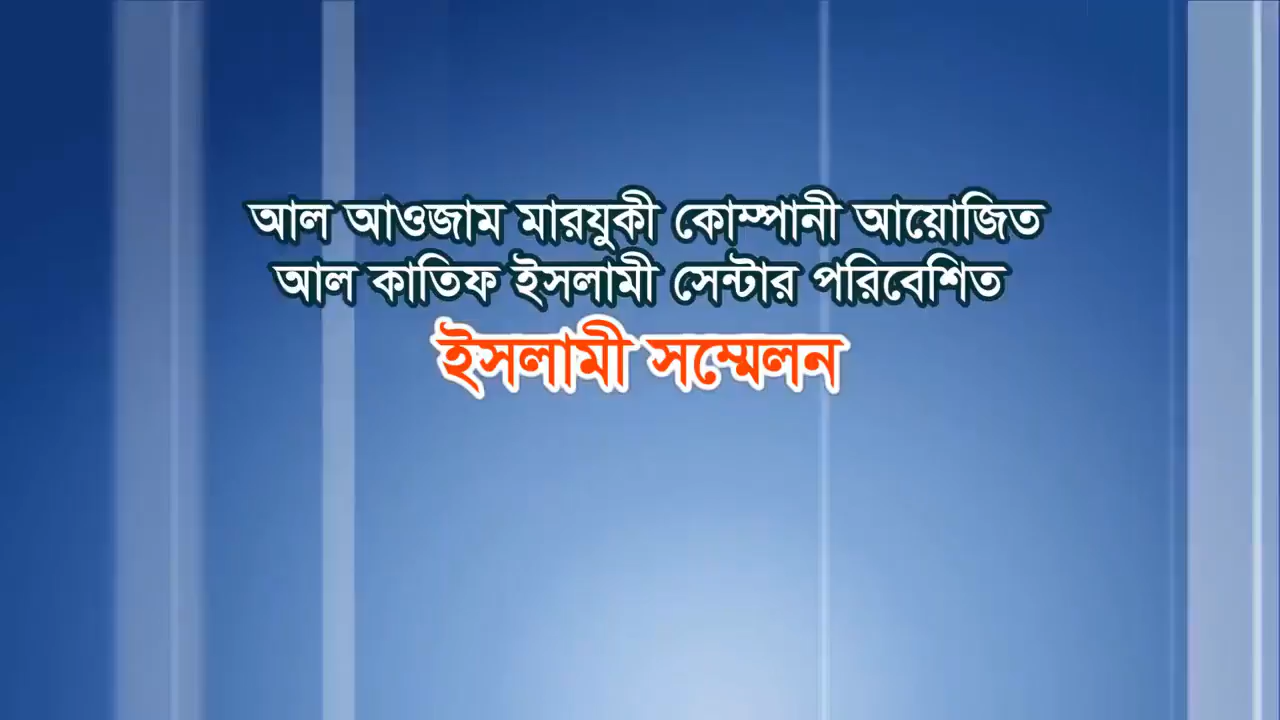 আল আওজাম মারযুকী কোম্পানী আয়োজিত
আল কাতিফ ইসলামী সেন্টার পরিবেশিত
ইসলামী সম্মেলন